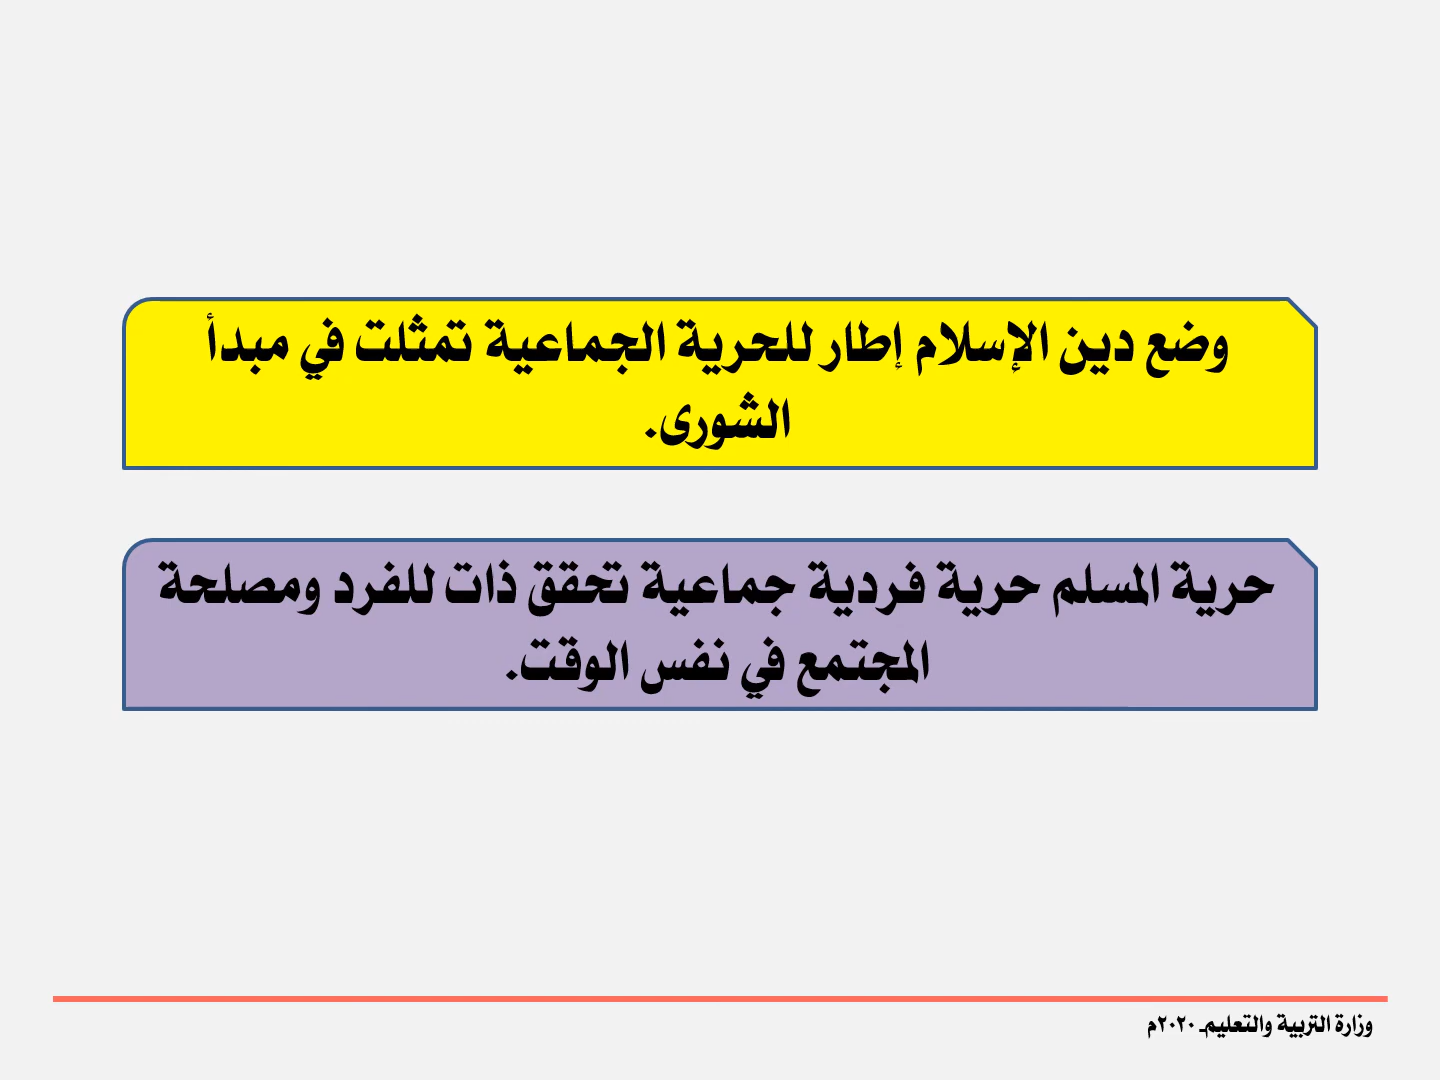 وضع دين الإسلام إطار للحرية الجماعية تمثلت في مبدأ
الشورى.
حرية المسلم حرية فردية جماعية تحقق ذات للفرد ومصلحة
المجتمع في نفس الوقت.
وزارة التربية والتعليمـ ٢٠٢٠م